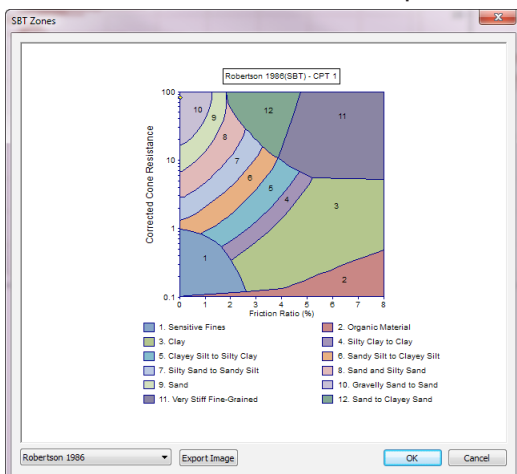 SBT Zones
Robertson 1986(SBT) - CPT 1
100
10
1
0.1
Corrected Cone Resistance
10
9
8
7
6
5
4
12
11
3
1
2
0 1 2 3 4 5 6 7 8
Friction Ratio (%)
1. Sensitive Fines 2. Organic Material
3. Clay 4. Silty Clay to Clay
5. Clayey Silt to Silty Clay 6. Sandy Silt to Clayey Silt
7. Silty Sand to Sandy Silt 8. Sand and Silty Sand
9. Sand 10. Gravelly Sand to Sand
11. Very Stiff Fine-Grained 12. Sand to Clayey Sand
Robertson 1986 Export Image OK Cancel